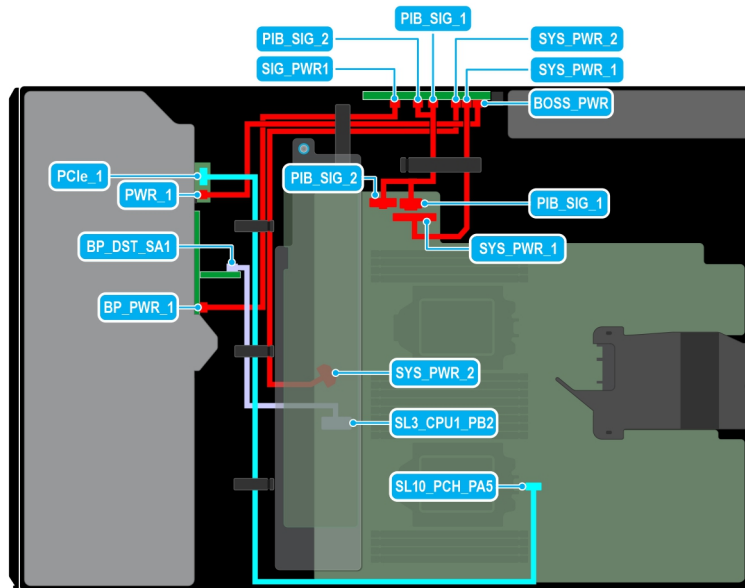 PIB_SIG_1
PIB_SIG_2
SYS_PWR_2
SIG_PWR1
SYS_PWR_1
BOSS_PWR
PCIe_1
PIB_SIG_2
PWR_1
PIB_SIG_1
BP_DST_SA1
SYS_PWR_1
BP_PWR_1
SYS_PWR_2
SL3_CPU1_PB2
SL10_PCH_PA5